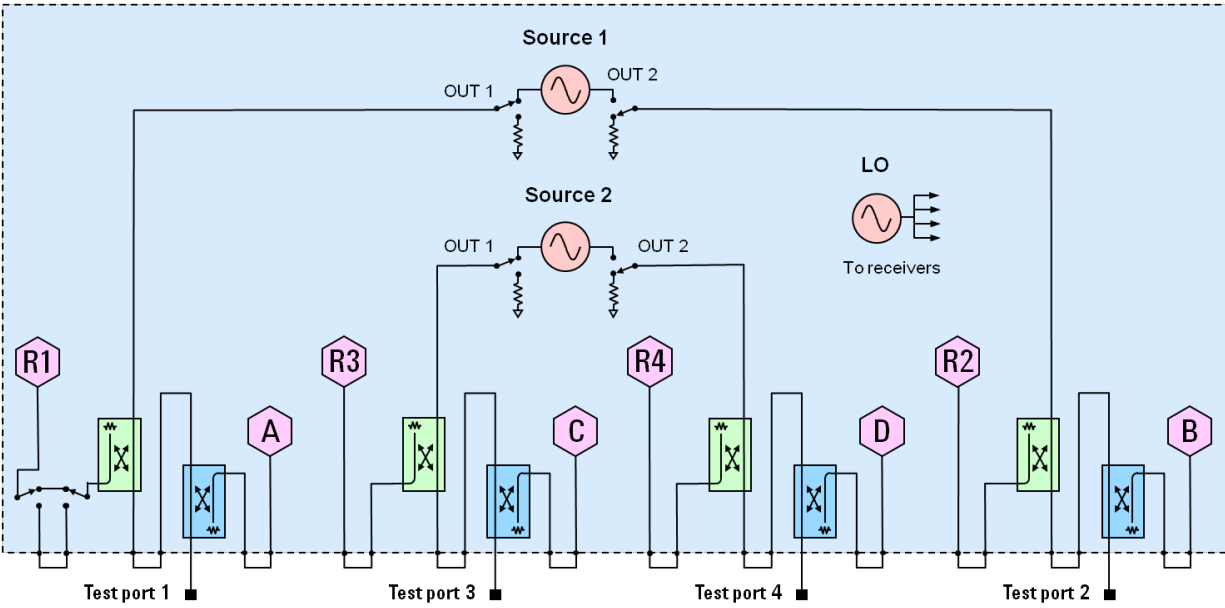 Source 1
OUT 1
OUT 2
LO
Source 2
OUT 1
OUT 2
To receivers
R1
R3
R4
R2
A
C
D
B
Test port 1
Test port 3
Test port 4
Test port 2